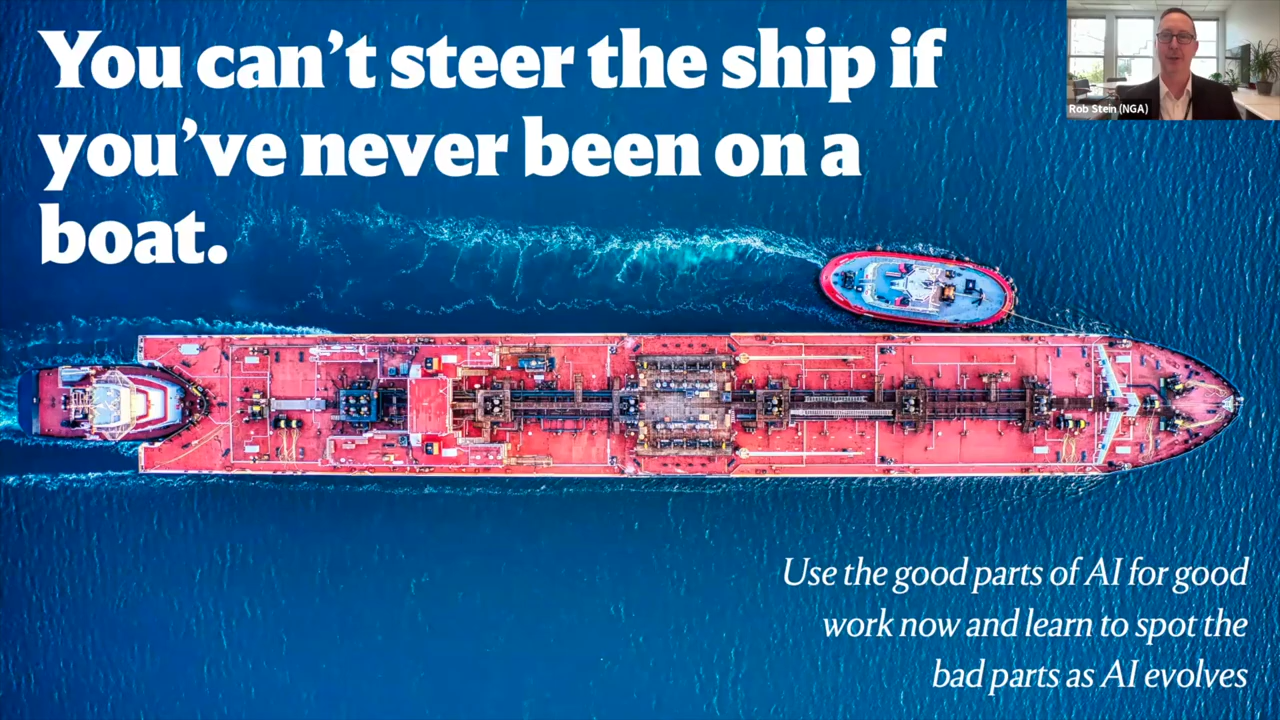 You can’t steer the ship if
you’ve never been on a
boat.
Rob Stein (NGA)
Use the good parts of AI for good
work now and learn to spot the
bad parts as AI evolves